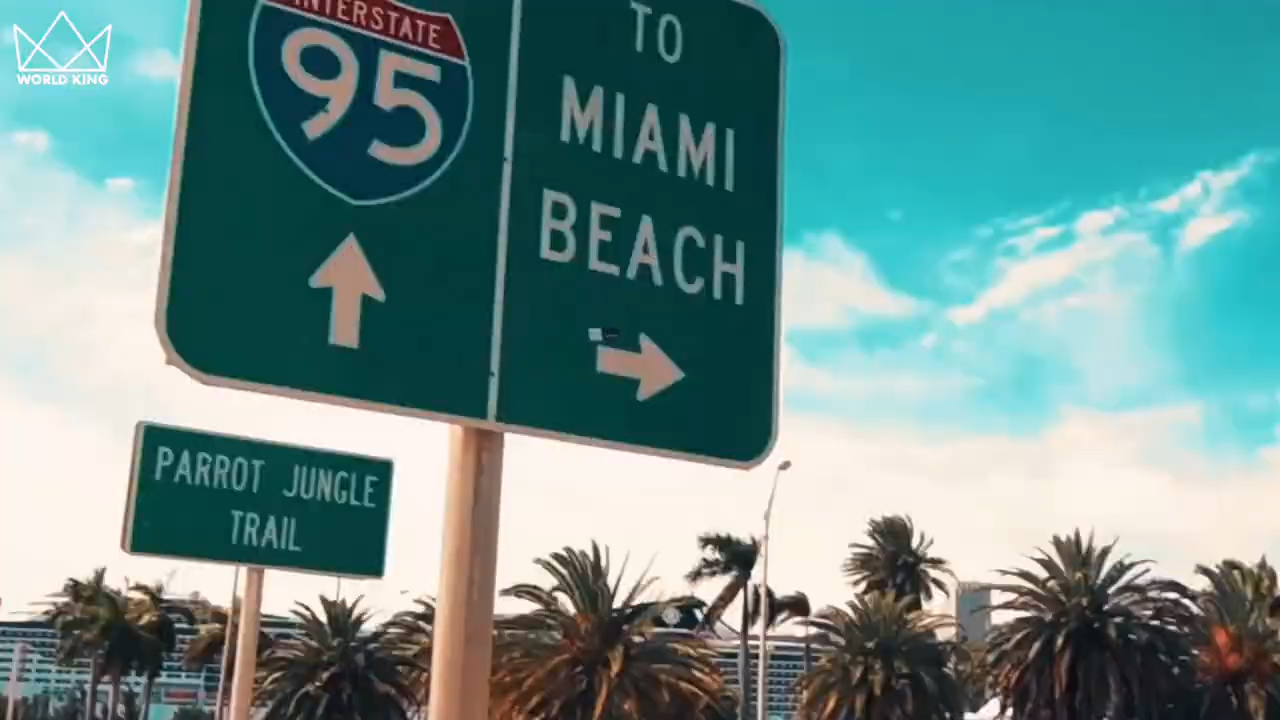 WORLD KING
INTERSTATE
95
TO
MIAMI
BEACH
PARROT JUNGLE
TRAIL